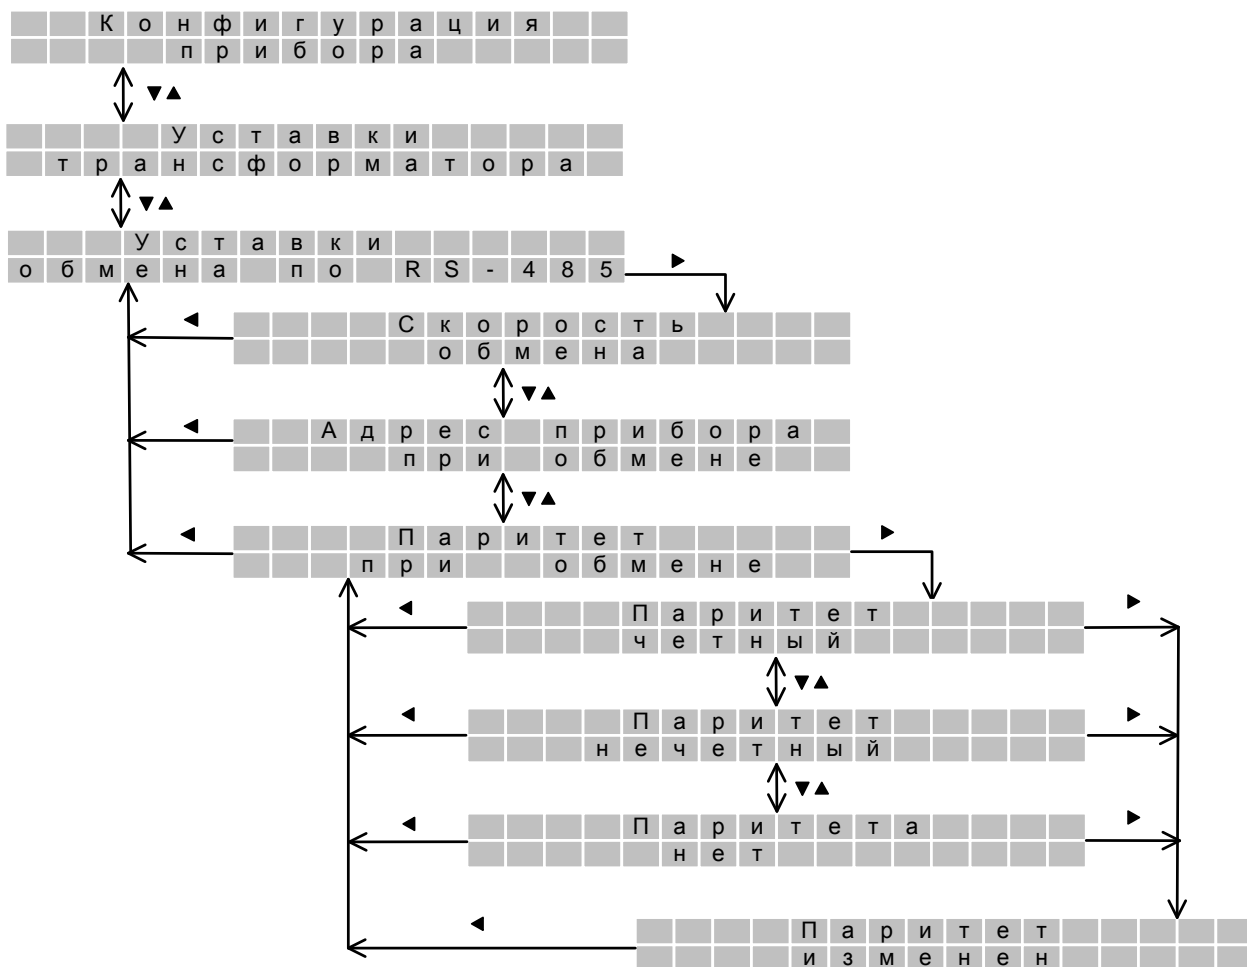 Конфигурация
прибора
▼▲
Уставки
трансформатора
▼▲
Уставки
обмена по RS-485
►
◄
Скорость
обмена
▼▲
◄
Адрес прибора
при обмене
▼▲
◄
Паритет
►
при обмене
◄
Паритет
►
четный
▼▲
◄
Паритет
►
нечетный
▼▲
◄
Паритета
►
нет
◄
Паритет
изменен